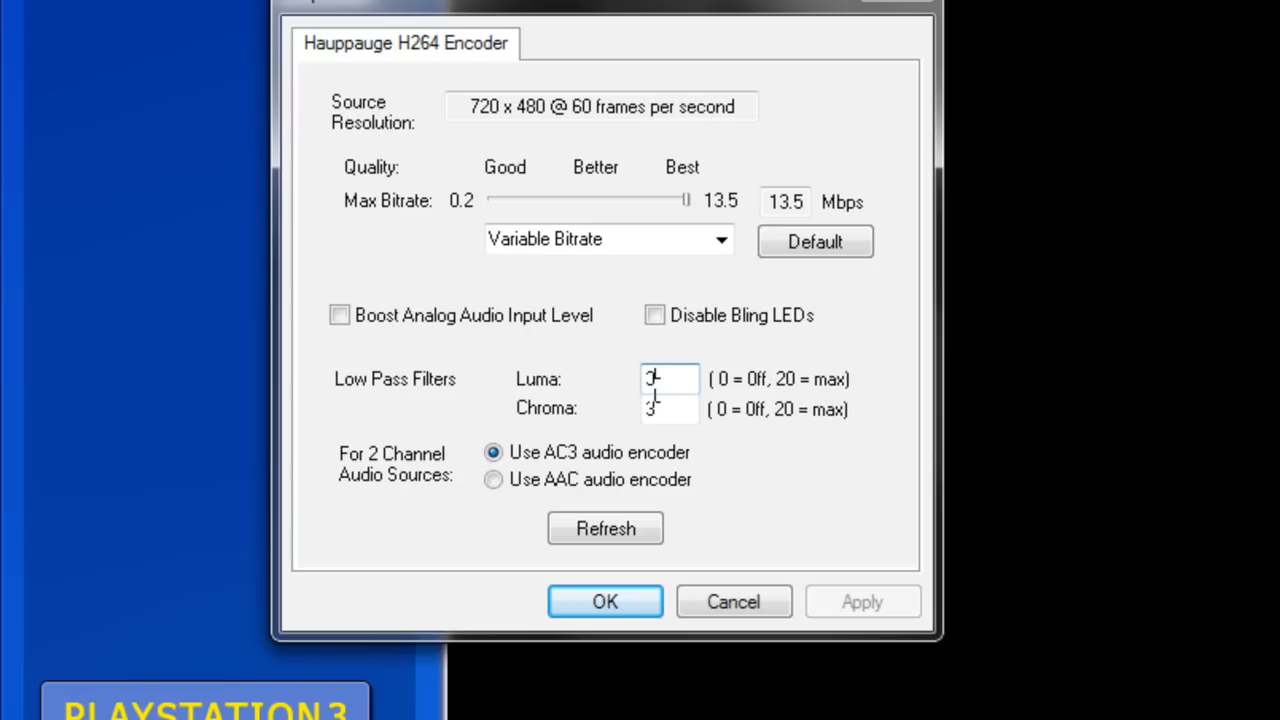 Hauppauge H264 Encoder
Source Resolution:
720 x 480 @ 60 frames per second
Quality: Good Better Best
Max Bitrate: 0.2 13.5 13.5 Mbps
Variable Bitrate Default
Boost Analog Audio Input Level Disable Bling LEDs
Low Pass Filters Luma: ( 0 = Off, 20 = max)
Chroma: 3 ( 0 = Off, 20 = max)
For 2 Channel Audio Sources:
Use AC3 audio encoder
Use AAC audio encoder
Refresh
OK Cancel Apply
PLAYSTATION3